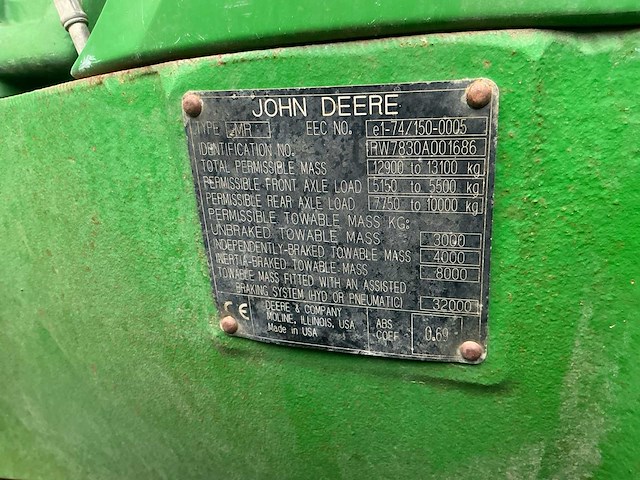 JOHN DEERE
TYPE 2MR EEC NO. e1-74/150-0005
IDENTIFICATION NO. RW7830A001686
TOTAL PERMISSIBLE MASS 12900 to 13100 kg
PERMISSIBLE FRONT AXLE LOAD 5150 to 5500 kg
PERMISSIBLE REAR AXLE LOAD 7750 to 10000 kg
PERMISSIBLE TOWABLE MASS KG:
UNBRAKED TOWABLE MASS 3000
INDEPENDENTLY-BRAKED TOWABLE MASS 4000
INERTIA-BRAKED TOWABLE MASS 8000
TOWABLE MASS FITTED WITH AN ASSISTED
BRAKING SYSTEM (HYD OR PNEUMATIC) 32000
CE DEERE & COMPANY
MOLINE, ILLINOIS, USA
Made in USA
ABS
COEF 0.69